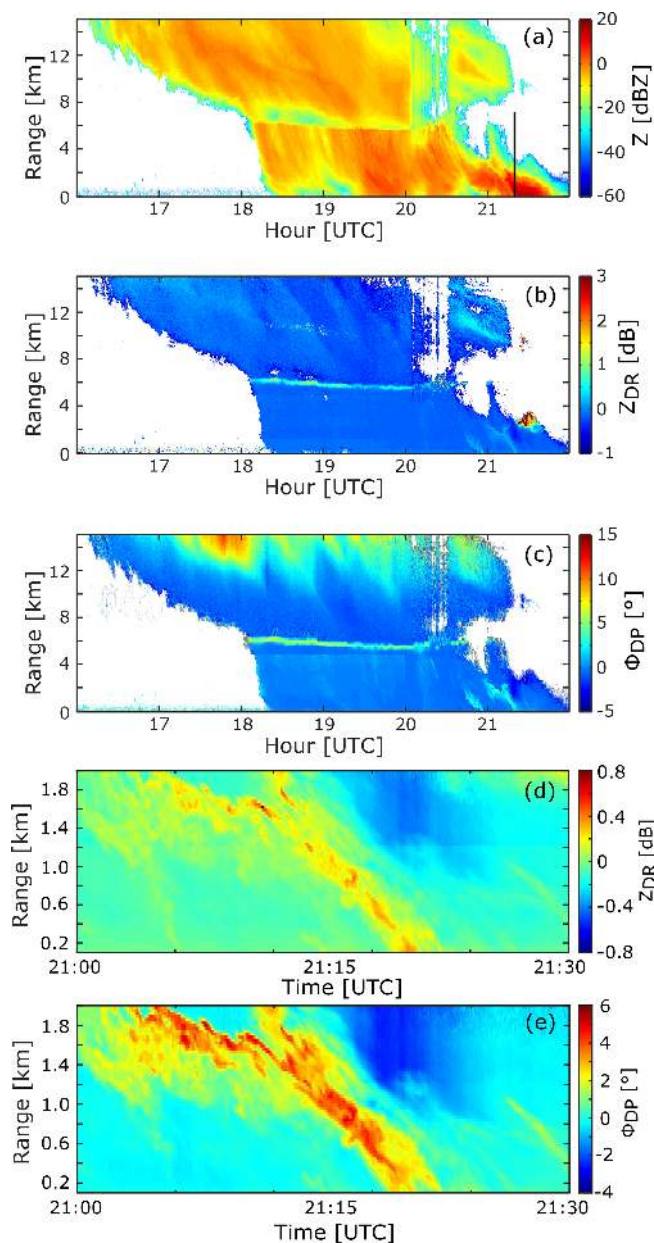 (a)
Range [km]
12
8
4
0
17 18 19 20 21
Hour [UTC]
20
0
-20
-40
-60
Z [dBZ]
(b)
Range [km]
12
8
4
0
17 18 19 20 21
Hour [UTC]
3
2
1
0
-1
Z_DR [dB]
(c)
Range [km]
12
8
4
0
17 18 19 20 21
Hour [UTC]
15
10
5
0
-5
Φ_DP [°]
(d)
Range [km]
1.8
1.4
1.0
0.6
0.2
21:00 21:15 21:30
Time [UTC]
0.8
0.4
0
-0.4
-0.8
Z_DR [dB]
(e)
Range [km]
1.8
1.4
1.0
0.6
0.2
21:00 21:15 21:30
Time [UTC]
6
4
2
0
-2
-4
Φ_DP [°]